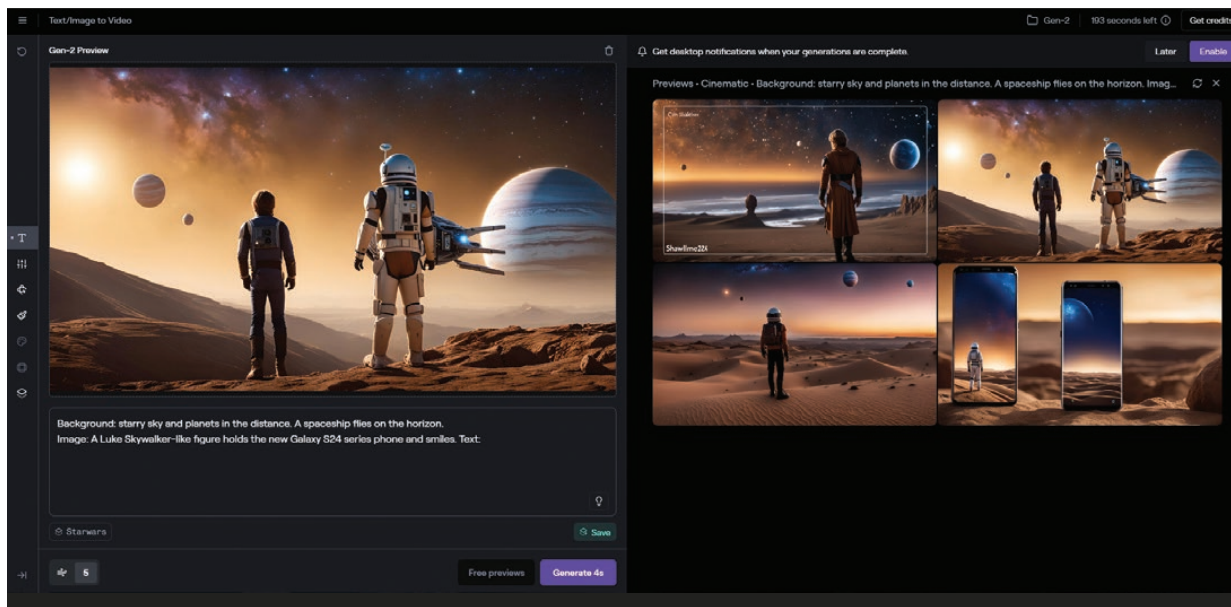 Text/Image to Video
Gen-2
193 seconds left
Get credits
Gen-2 Preview
Get desktop notifications when your generations are complete.
Later
Enable
Previews - Cinematic - Background: starry sky and planets in the distance. A spaceship flies on the horizon. Imag...
T
Background: starry sky and planets in the distance. A spaceship flies on the horizon.
Image: A Luke Skywalker-like figure holds the new Galaxy S24 series phone and smiles. Text:
Starwars
Save
5
Free previews
Generate 4s